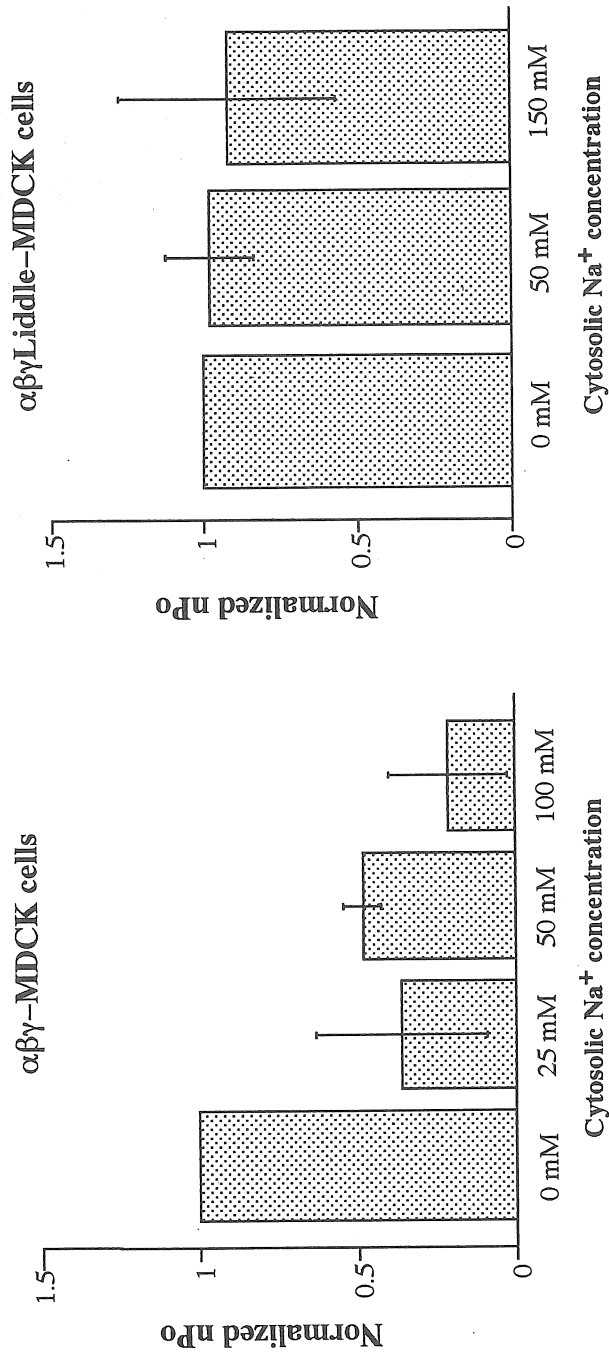 αβγ–MDCK cells
Normalized nPo
1.5
1
0.5
0
0 mM
25 mM
50 mM
100 mM
Cytosolic Na⁺ concentration
αβγLiddle–MDCK cells
Normalized nPo
1.5
1
0.5
0
0 mM
50 mM
150 mM
Cytosolic Na⁺ concentration